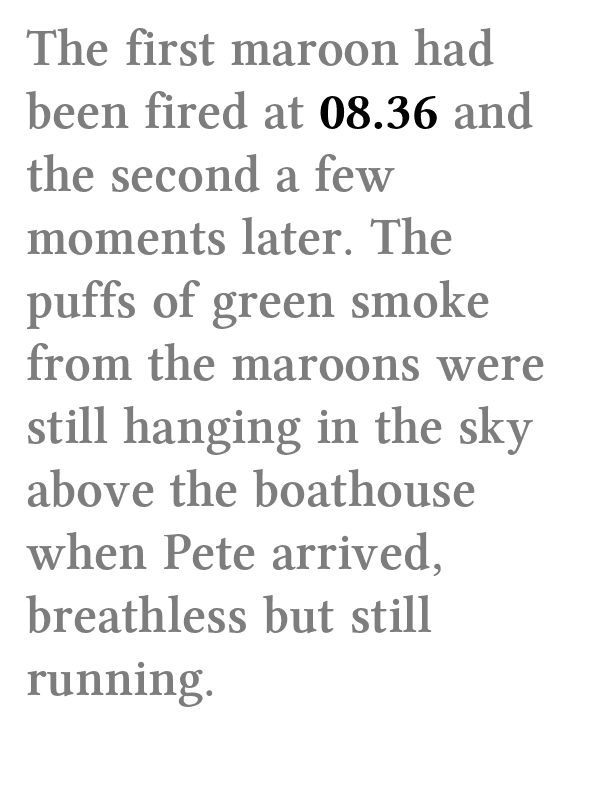 The first maroon had
been fired at 08.36 and
the second a few
moments later. The
puffs of green smoke
from the maroons were
still hanging in the sky
above the boathouse
when Pete arrived,
breathless but still
running.